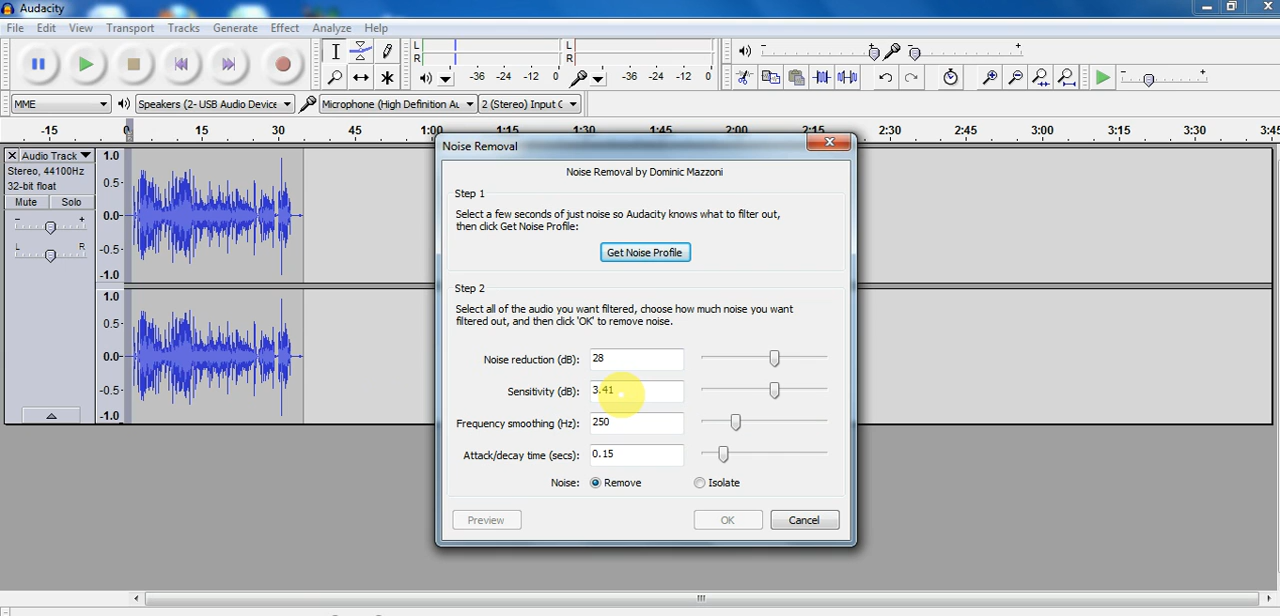 Audacity
File Edit View Transport Tracks Generate Effect Analyze Help
L
R
-36 -24 -12 0
L
R
-36 -24 -12 0
MME Speakers (2- USB Audio Device Microphone (High Definition Au 2 (Stereo) Input C
-15 0 15 30 45 1:00 1:15 1:30 1:45 2:00 2:15 2:30 2:45 3:00 3:15 3:30 3:45
Audio Track
Stereo, 44100Hz
32-bit float
Mute Solo
- +
L R
1.0
0.5-
0.0-
-0.5-
-1.0
1.0
0.5-
0.0-
-0.5-
-1.0
Noise Removal
Noise Removal by Dominic Mazzoni
Step 1
Select a few seconds of just noise so Audacity knows what to filter out,
then click Get Noise Profile:
Get Noise Profile
Step 2
Select all of the audio you want filtered, choose how much noise you want
filtered out, and then click 'OK' to remove noise.
Noise reduction (dB): 28
Sensitivity (dB): 3.41
Frequency smoothing (Hz): 250
Attack/decay time (secs): 0.15
Noise: Remove Isolate
Preview OK Cancel